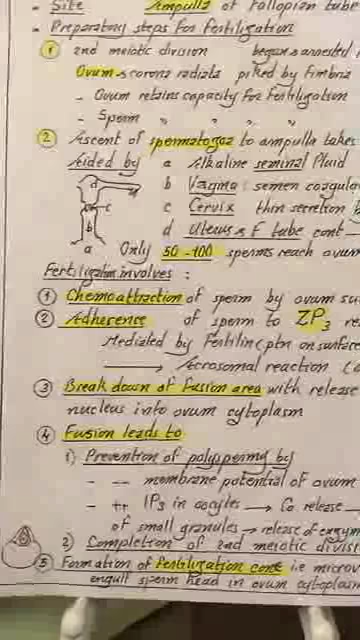 - Site Ampulla of Fallopian tube
- Preparatory steps for fertilization
① 2nd meiotic division began & arrested
Ovum & corona radiata picked by fimbria
- Ovum retains capacity for fertilization
- Sperm " " " "
② Ascent of spermatozoa to ampulla takes
Aided by a Alkaline seminal fluid
b Vagina: semen coagula
c Cervix thin secretion
d Uterus & F tube cont
d
c
b
a
Only 50-100 sperms reach ovum
Fertilization involves :
① Chemoattraction of sperm by ovum su
② Adherence of sperm to ZP3 re
Mediated by Fertilin (ptn on surface
→ Acrosomal reaction (
③ Break down of fusion area with release
nucleus into ovum cytoplasm
④ Fusion leads to
1) Prevention of polyspermy by
- -- membrane potential of ovum
- ++ IP3 in oocytes → Ca release
of small granules → release of enzym
2) Completion of 2nd meiotic divisi
⑤ Formation of Fertilization cone i.e microv
engulf sperm head in ovum cytoplasm